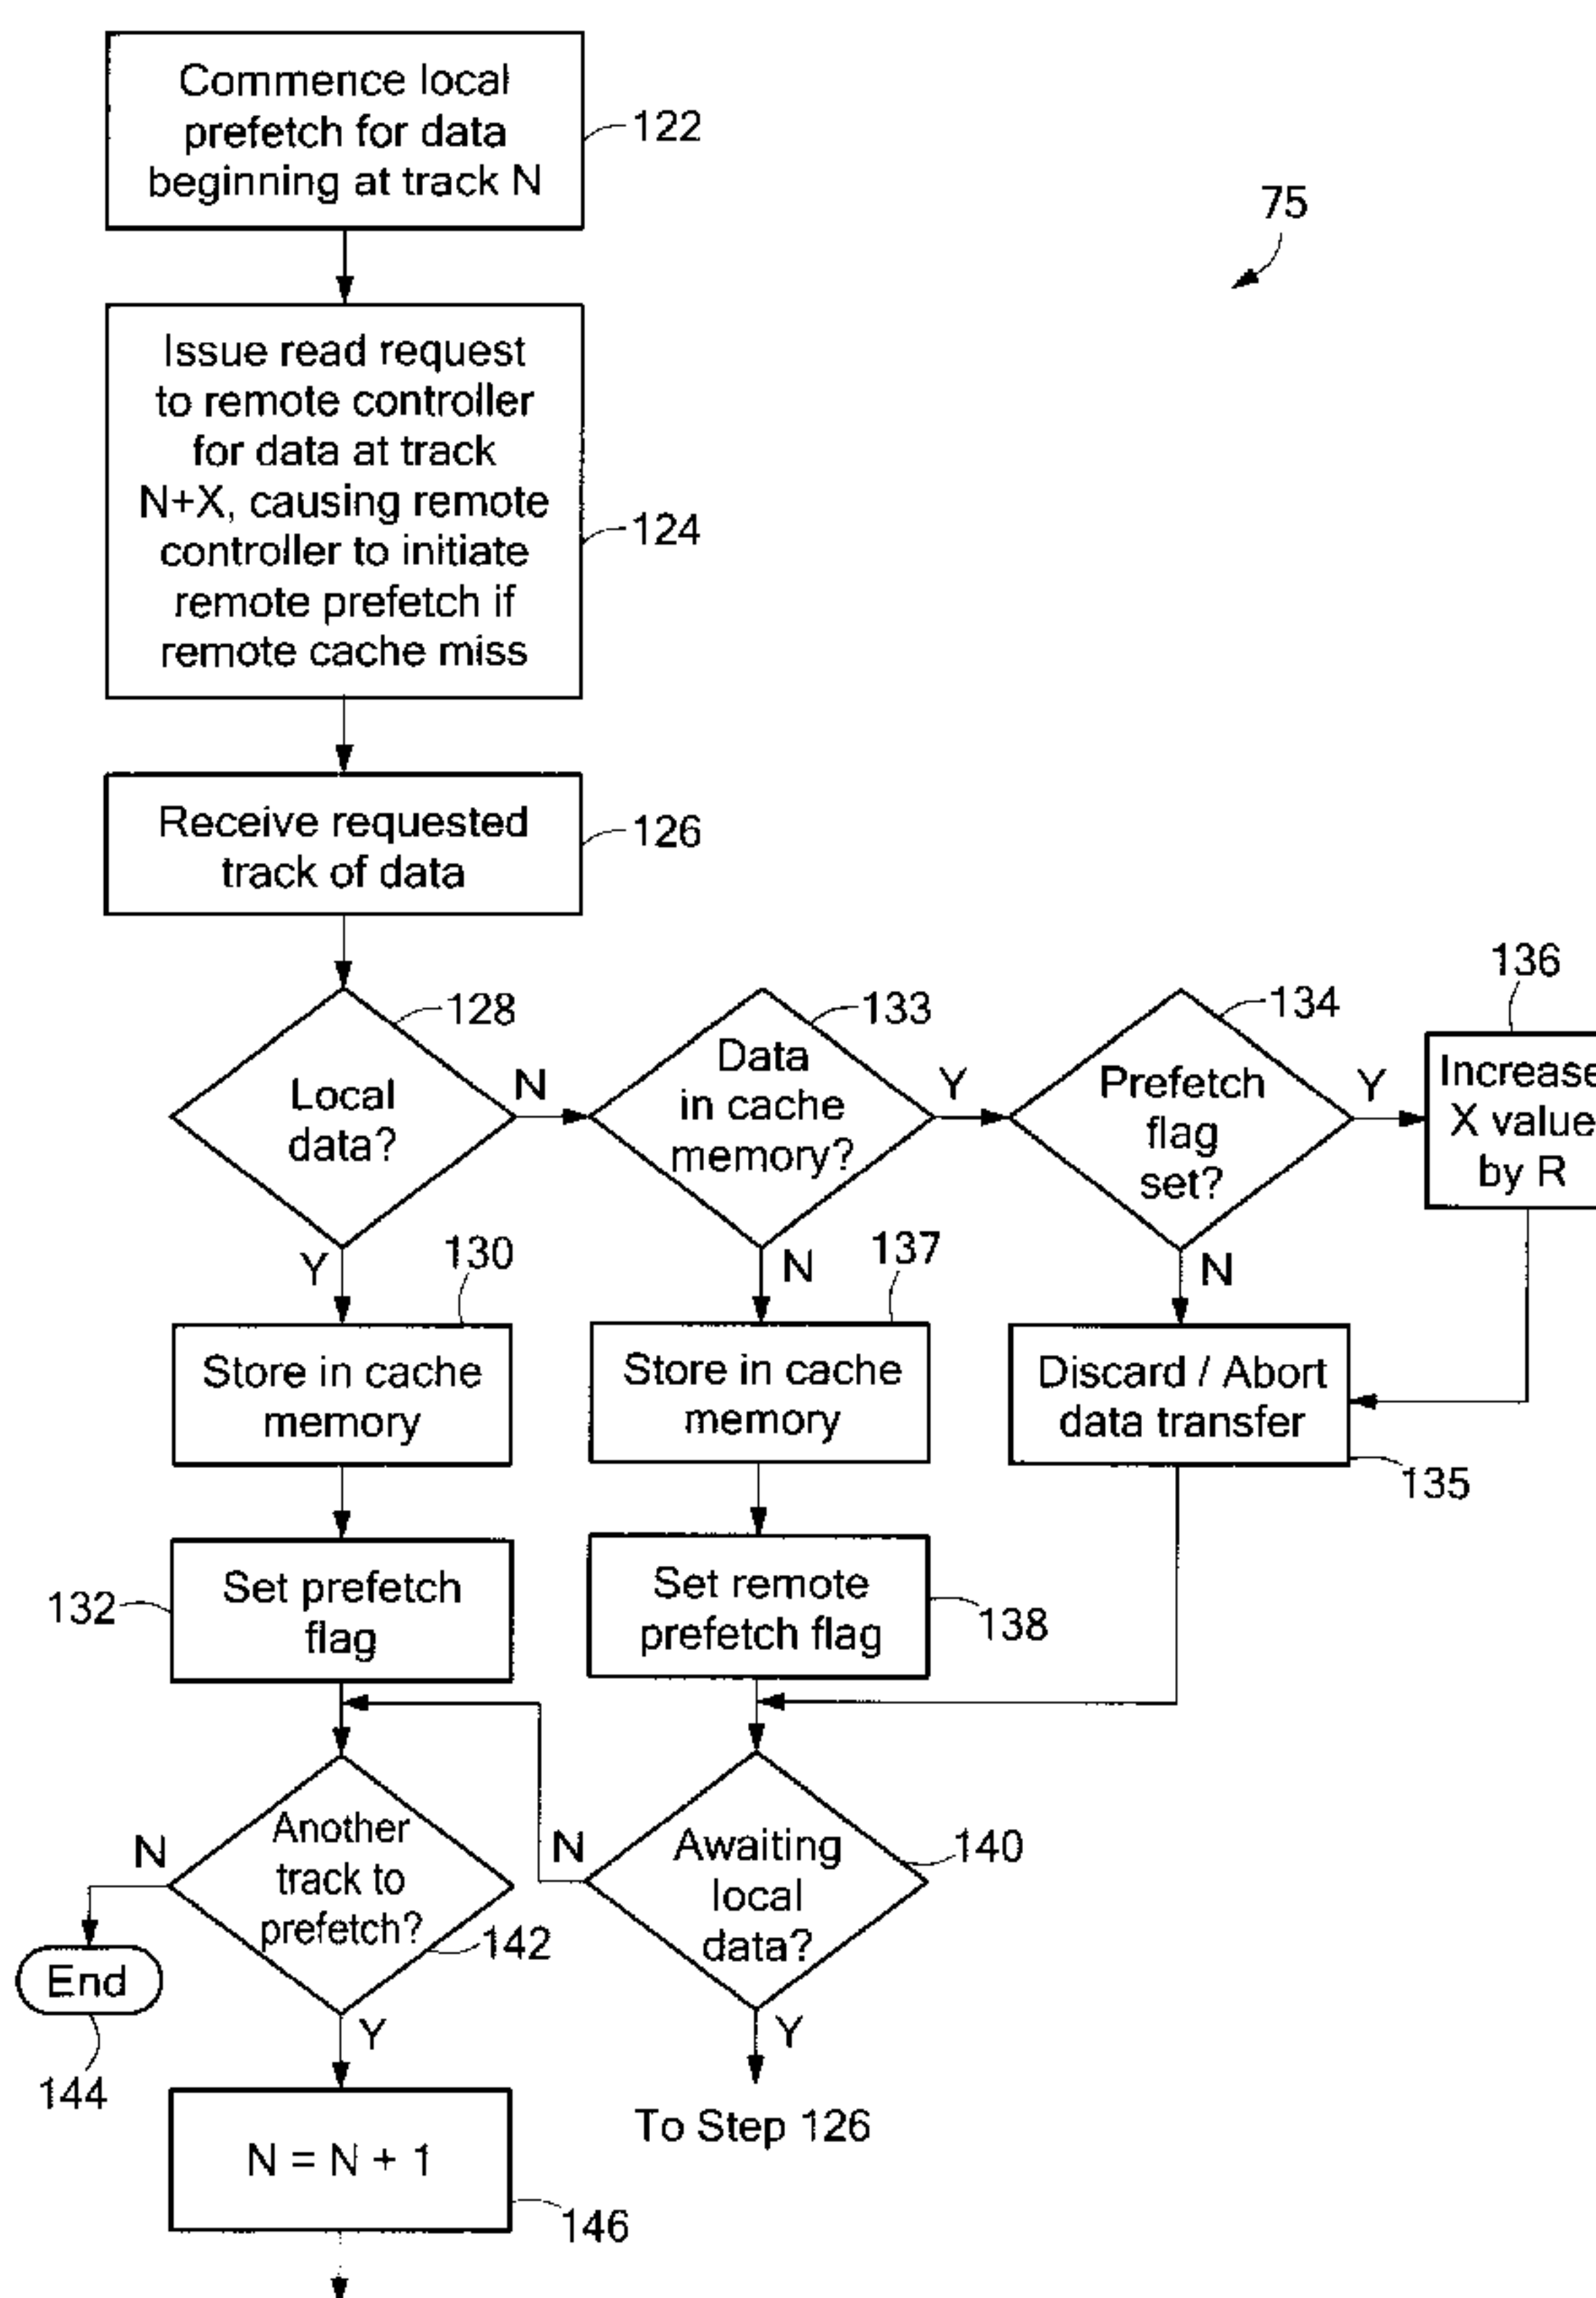 Commence local
prefetch for data
beginning at track N
122
75
Issue read request
to remote controller
for data at track
N+X, causing remote
controller to initiate
remote prefetch if
remote cache miss
124
Receive requested
track of data
126
128
Local
data?
N
Y
133
Data
in cache
memory?
Y
N
134
Prefetch
flag
set?
Y
N
136
Increase
X value
by R
130
Store in cache
memory
137
Store in cache
memory
Discard / Abort
data transfer
135
132
Set prefetch
flag
Set remote
prefetch flag
138
Another
track to
prefetch?
142
N
Y
Awaiting
local
data?
140
N
Y
End
144
To Step 126
N = N + 1
146